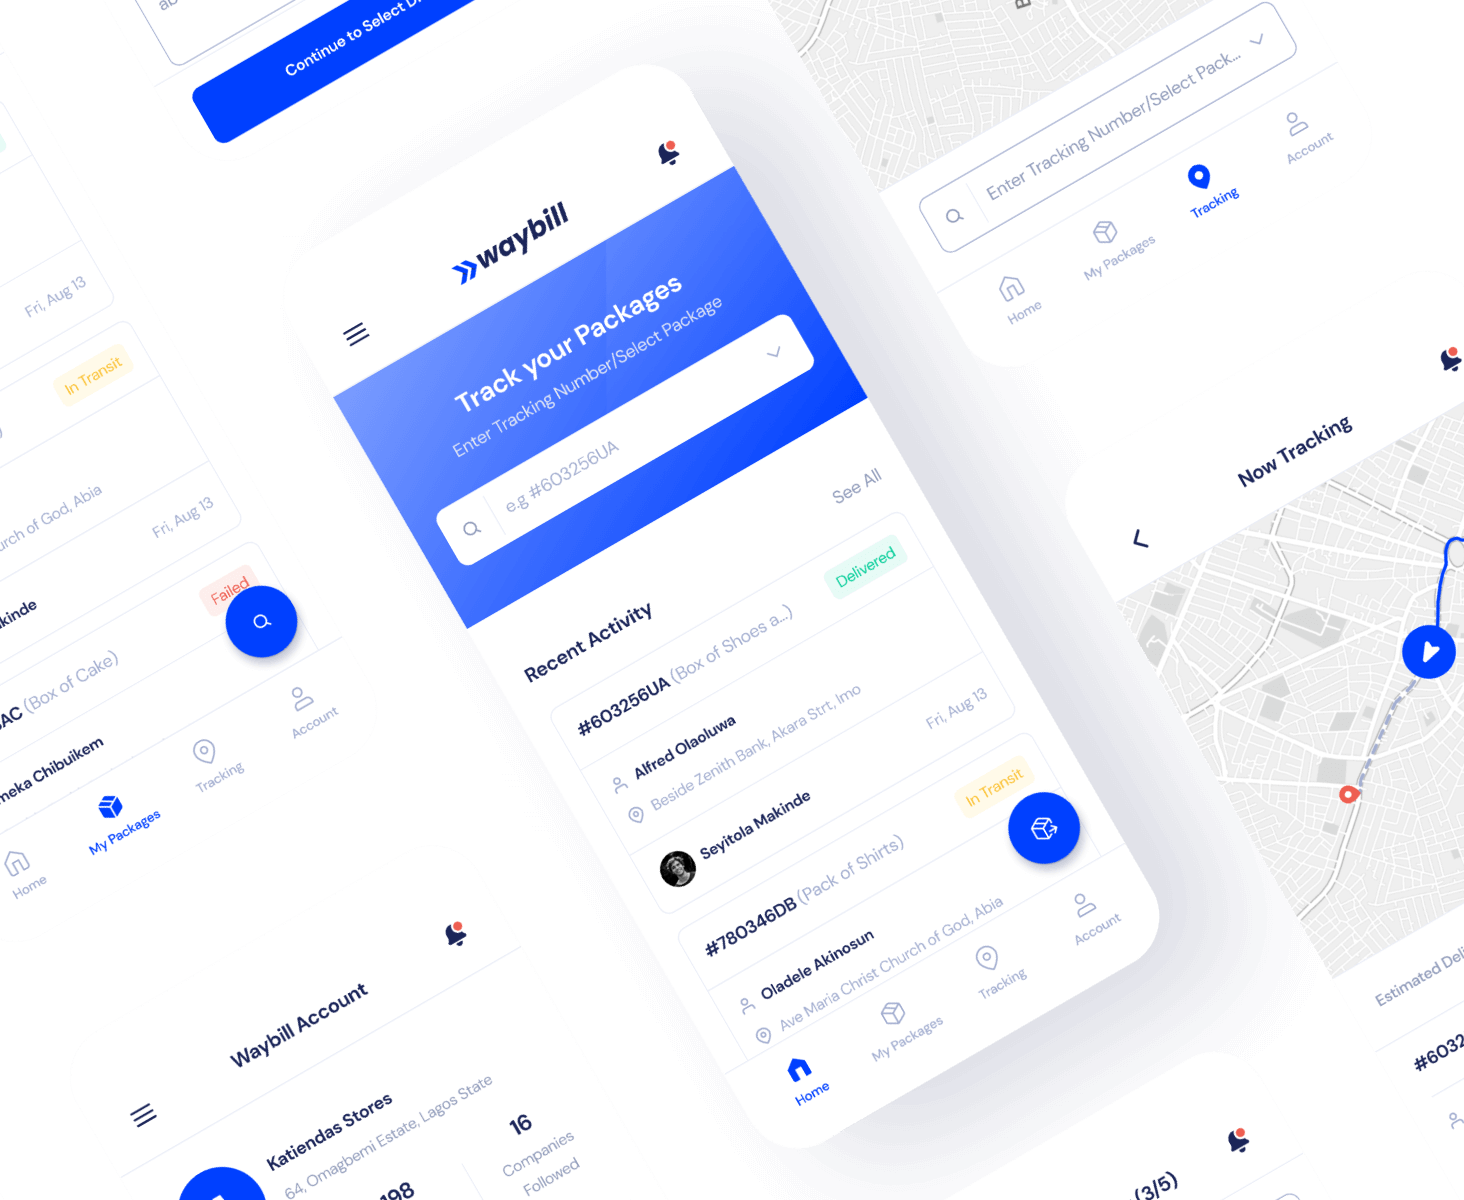 Continue to Select
Fri, Aug 13
In Transit
urch of God, Abia
Fri, Aug 13
Failed
kinde
AC (Box of Cake)
meka Chibuikem
Home
My Packages
Tracking
Account
Waybill Account
Katiendas Stores
64, Omagbemi Estate, Lagos State
198
16
Companies
Followed
waybill
Track your Packages
Enter Tracking Number/Select Package
e.g #603256UA
Recent Activity
See All
#603256UA (Box of Shoes a...)
Delivered
Alfred Olaoluwa
Beside Zenith Bank, Akara Strt, Imo
Seyitola Makinde
Fri, Aug 13
#780346DB (Pack of Shirts)
In Transit
Oladele Akinosun
Ave Maria Christ Church of God, Abia
Home
My Packages
Tracking
Account
Enter Tracking Number/Select Pack...
Home
My Packages
Tracking
Account
Now Tracking
Estimated Deli
#6032
(3/5)